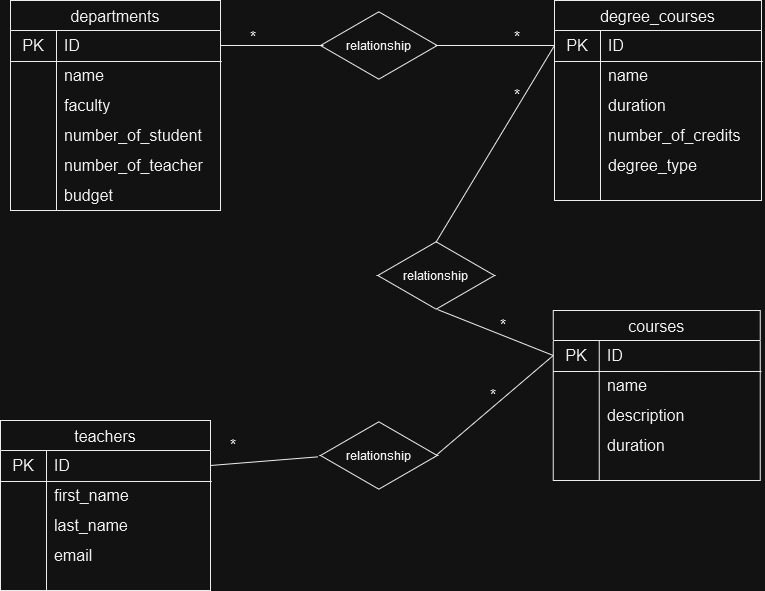 departments
PK ID
name
faculty
number_of_student
number_of_teacher
budget
* relationship *
degree_courses
PK ID
name
duration
number_of_credits
degree_type
*
relationship
*
courses
PK ID
name
description
duration
*
relationship
*
teachers
PK ID
first_name
last_name
email